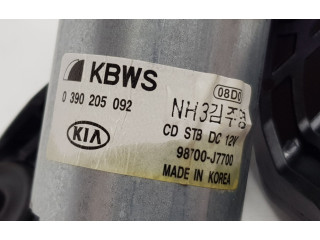 KBWS
08D0
0 390 205 092
NH3김주영
KIA
CD STB DC 12V
98700-J7700
MADE IN KOREA